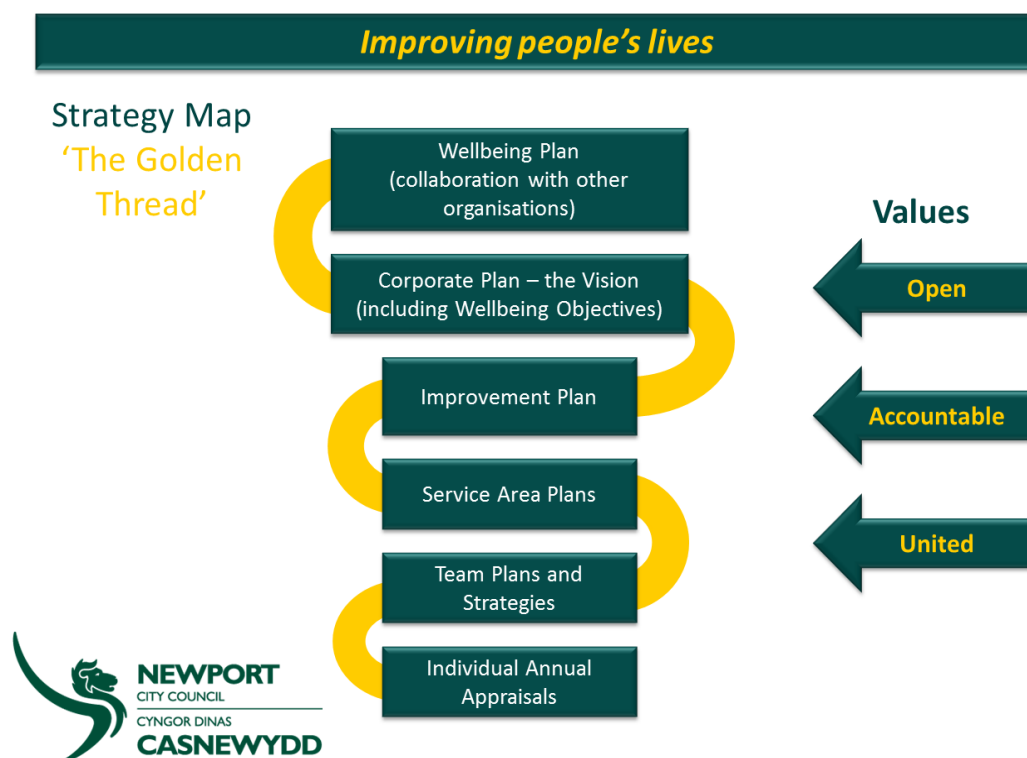 Improving people's lives
Strategy Map
‘The Golden
Thread’
Wellbeing Plan
(collaboration with other
organisations)
Corporate Plan – the Vision
(including Wellbeing Objectives)
Improvement Plan
Service Area Plans
Team Plans and
Strategies
Individual Annual
Appraisals
Values
Open
Accountable
United
NEWPORT
CITY COUNCIL
CYNGOR DINAS
CASNEWYDD